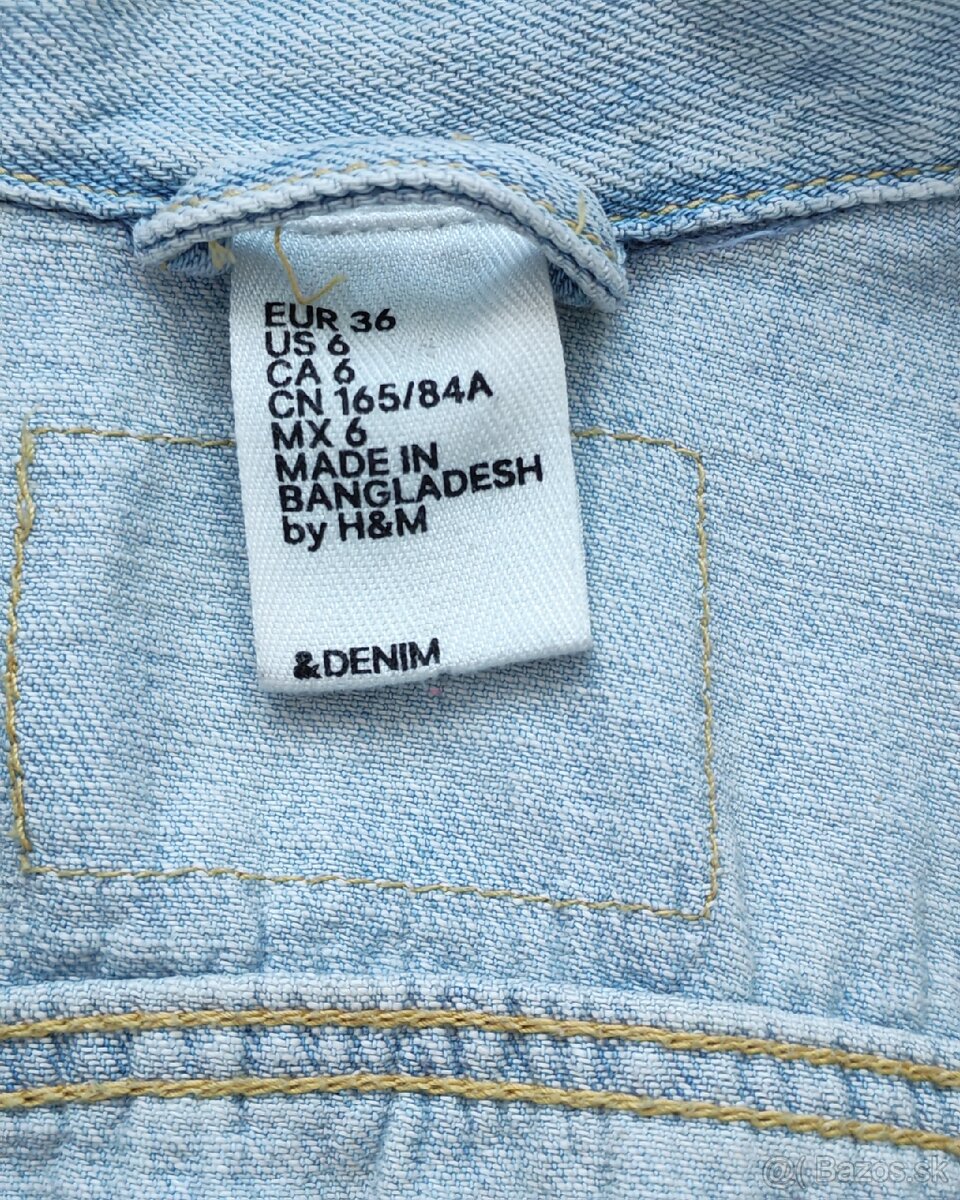 EUR 36
US 6
CA 6
CN 165/84A
MX 6
MADE IN
BANGLADESH
by H&M
&DENIM
@( Bazos.sk